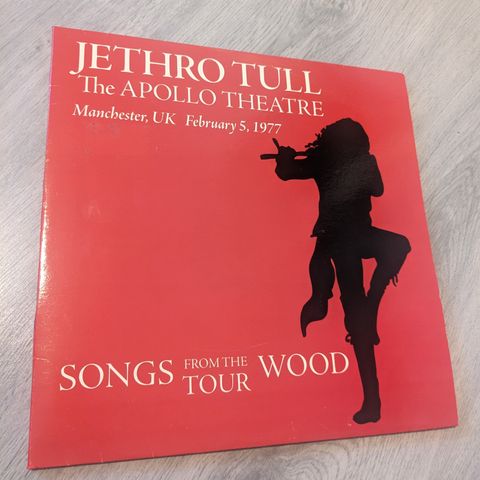 JETHRO TULL
The APOLLO THEATRE
Manchester, UK February 5, 1977
SONGS FROM THE TOUR WOOD